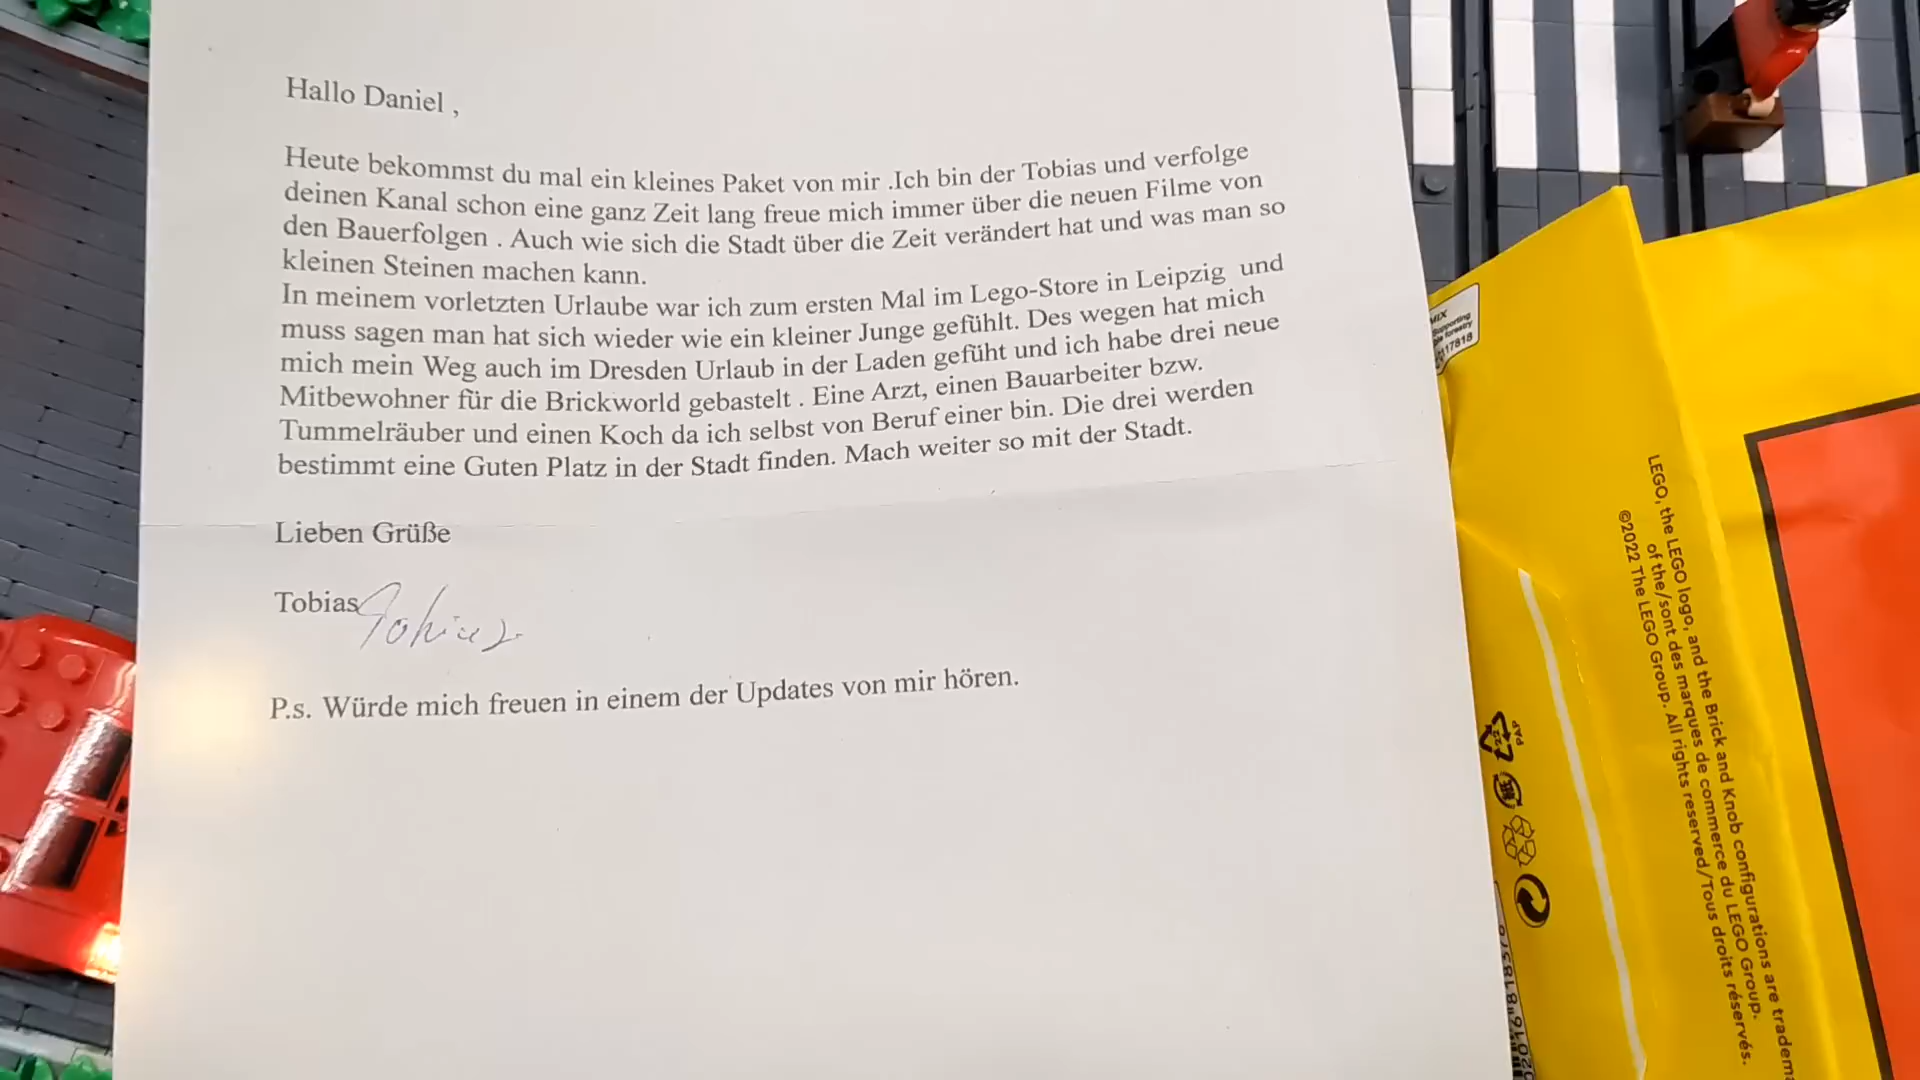 Hallo Daniel ,
Heute bekommst du mal ein kleines Paket von mir .Ich bin der Tobias und verfolge
deinen Kanal schon eine ganz Zeit lang freue mich immer über die neuen Filme von
den Bauerfolgen . Auch wie sich die Stadt über die Zeit verändert hat und was man so
kleinen Steinen machen kann.
In meinem vorletzten Urlaube war ich zum ersten Mal im Lego-Store in Leipzig und
muss sagen man hat sich wieder wie ein kleiner Junge gefühlt. Des wegen hat mich
mich mein Weg auch im Dresden Urlaub in der Laden gefüht und ich habe drei neue
Mitbewohner für die Brickworld gebastelt . Eine Arzt, einen Bauarbeiter bzw.
Tummelräuber und einen Koch da ich selbst von Beruf einer bin. Die drei werden
bestimmt eine Guten Platz in der Stadt finden. Mach weiter so mit der Stadt.
Lieben Grüße
Tobias
Tobias
P.s. Würde mich freuen in einem der Updates von mir hören.
MIX
Supporting
117818
LEGO, the LEGO logo, and the Brick and Knob configurations are tradema
of the/sont des marques de commerce du LEGO Group.
©2022 The LEGO Group. All rights reserved/Tous droits réservés.
22
PAP